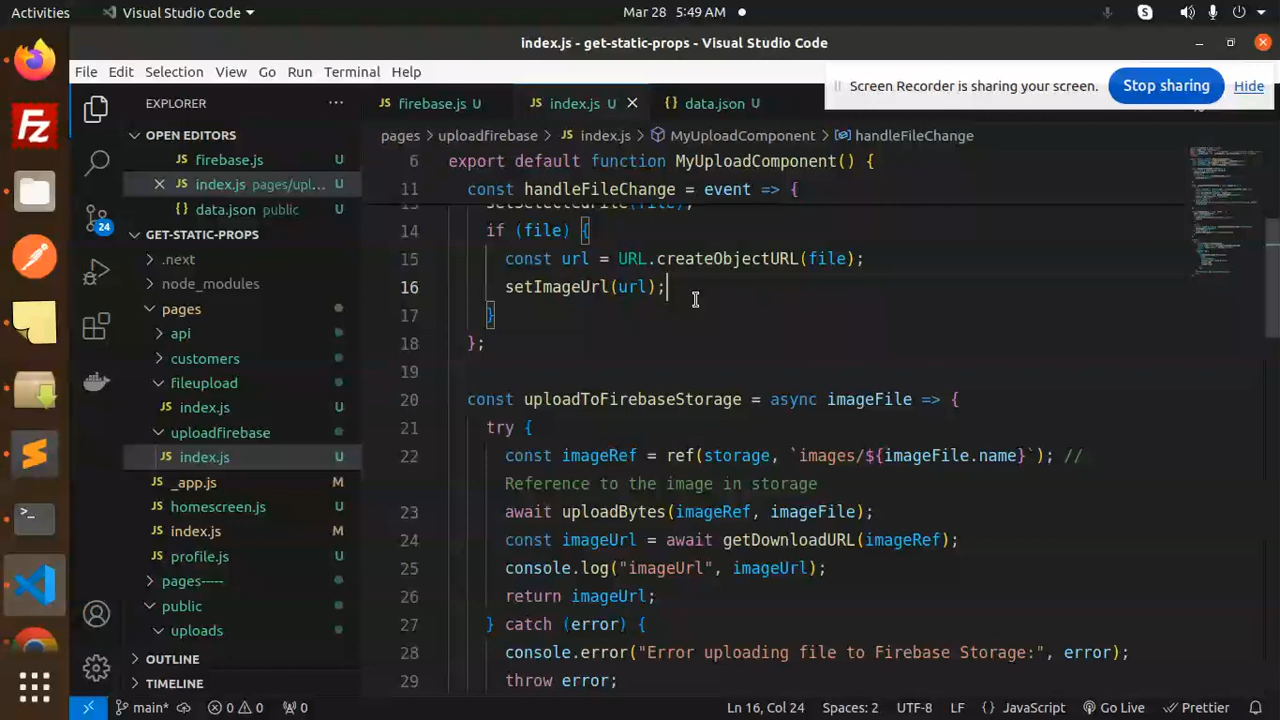 Activities
Visual Studio Code
Mar 28 5:49 AM
index.js - get-static-props - Visual Studio Code
File Edit Selection View Go Run Terminal Help
Screen Recorder is sharing your screen. Stop sharing Hide
EXPLORER
firebase.js U
index.js U
data.json U
OPEN EDITORS
pages > uploadfirebase > index.js > MyUploadComponent > handleFileChange
firebase.js U
index.js pages/upl... U
data.json public U
GET-STATIC-PROPS
.next
node_modules
pages
api
customers
fileupload
index.js U
uploadfirebase
index.js U
_app.js M
homescreen.js U
index.js M
profile.js U
pages-----
public
uploads
OUTLINE
TIMELINE
24
6 export default function MyUploadComponent() {
11 const handleFileChange = event => {
setSelectedFile(file);
14 if (file) {
15 const url = URL.createObjectURL(file);
16 setImageUrl(url);
17 }
18 };
19
20 const uploadToFirebaseStorage = async imageFile => {
21 try {
22 const imageRef = ref(storage, `images/${imageFile.name}`); //
Reference to the image in storage
23 await uploadBytes(imageRef, imageFile);
24 const imageUrl = await getDownloadURL(imageRef);
25 console.log("imageUrl", imageUrl);
26 return imageUrl;
27 } catch (error) {
28 console.error("Error uploading file to Firebase Storage:", error);
29 throw error;
main* 0 0 0 Ln 16, Col 24 Spaces: 2 UTF-8 LF {} JavaScript Go Live Prettier